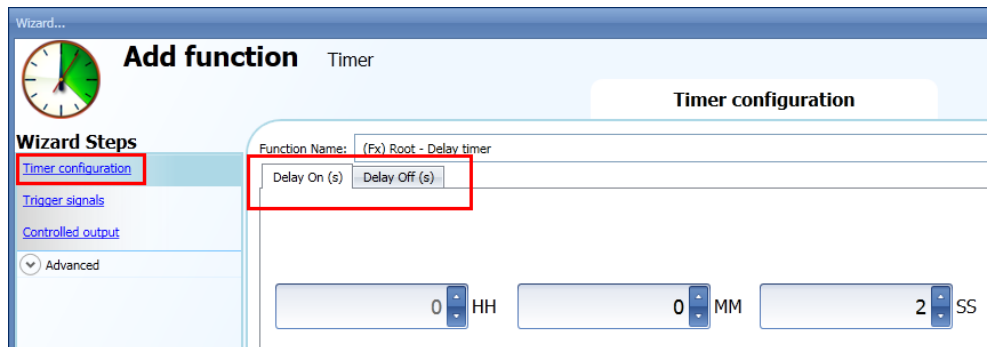 Wizard...
Add function Timer
Timer configuration
Wizard Steps
Function Name: (Fx) Root - Delay timer
Timer configuration
Delay On (s) Delay Off (s)
Trigger signals
Controlled output
Advanced
0 HH 0 MM 2 SS